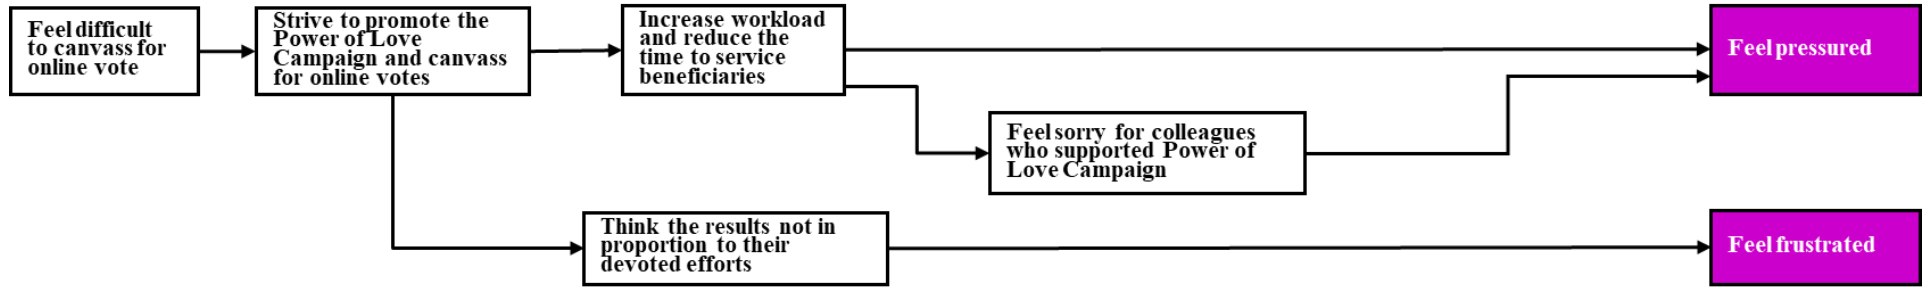 Feel difficult
to canvass for
online vote
Strive to promote the
Power of Love
Campaign and canvass
for online votes
Increase workload
and reduce the
time to service
beneficiaries
Feel pressured
Feel sorry for colleagues
who supported Power of
Love Campaign
Think the results not in
proportion to their
devoted efforts
Feel frustrated